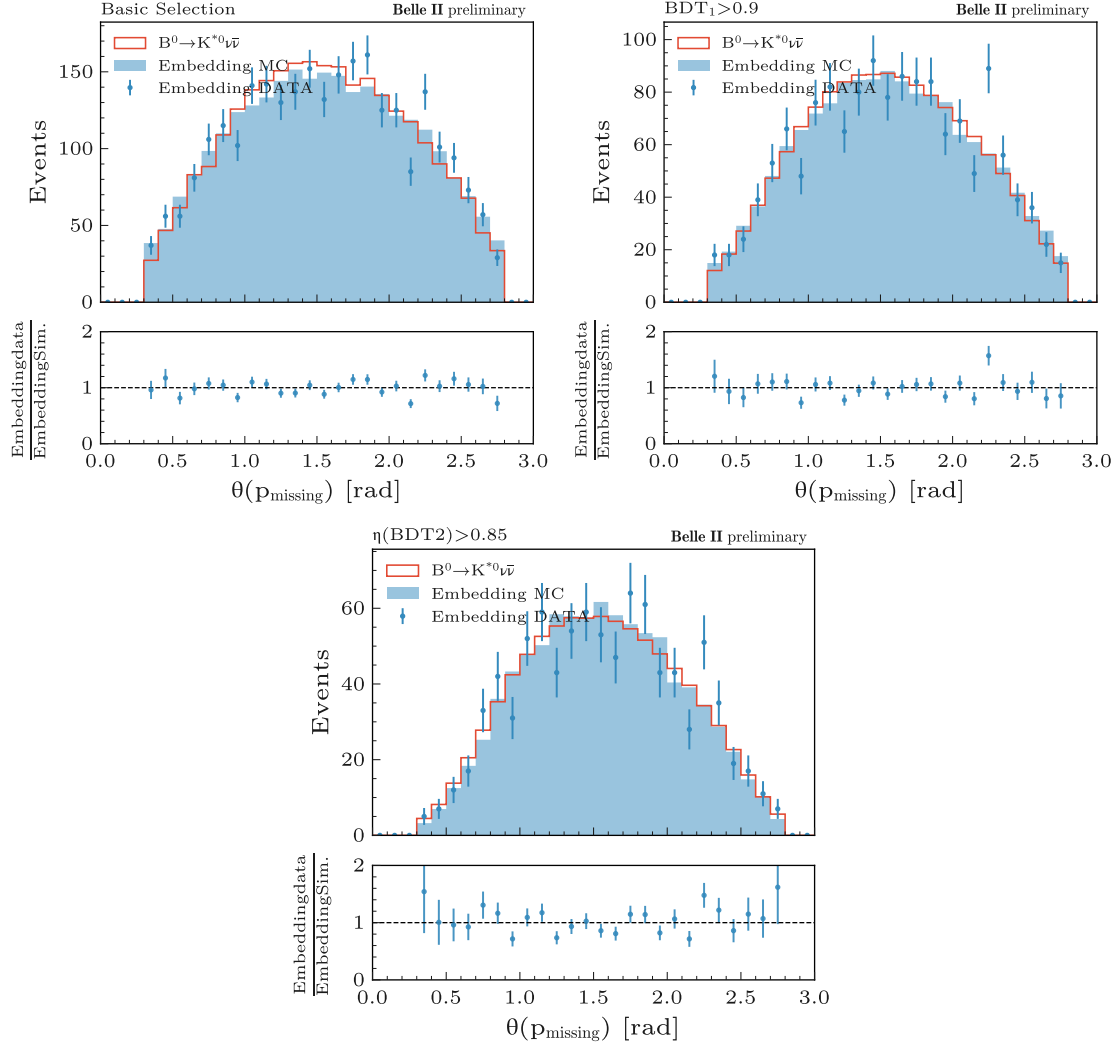 Basic Selection
Belle II preliminary
B⁰→K*⁰νν̄
Embedding MC
Embedding DATA
Events
150
100
50
0
Embeddingdata
EmbeddingSim.
2
1
0
0.0 0.5 1.0 1.5 2.0 2.5 3.0
θ(p_missing) [rad]
BDT₁>0.9
Belle II preliminary
B⁰→K*⁰νν̄
Embedding MC
Embedding DATA
Events
100
80
60
40
20
0
Embeddingdata
EmbeddingSim.
2
1
0
0.0 0.5 1.0 1.5 2.0 2.5 3.0
θ(p_missing) [rad]
η(BDT2)>0.85
Belle II preliminary
B⁰→K*⁰νν̄
Embedding MC
Embedding DATA
Events
60
40
20
0
Embeddingdata
EmbeddingSim.
2
1
0
0.0 0.5 1.0 1.5 2.0 2.5 3.0
θ(p_missing) [rad]